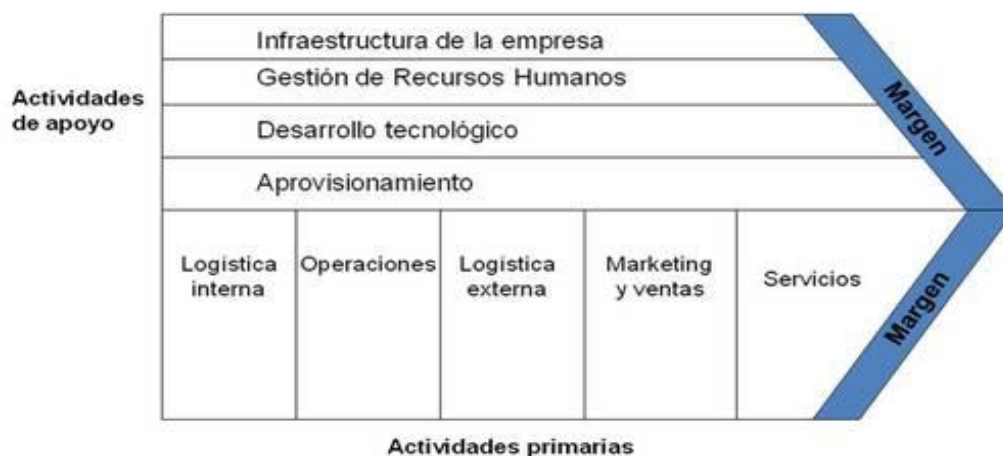 Infraestructura de la empresa
Gestión de Recursos Humanos
Actividades
de apoyo
Desarrollo tecnológico
Aprovisionamiento
Margen
Logística
interna
Operaciones
Logística
externa
Marketing
y ventas
Servicios
Margen
Actividades primarias